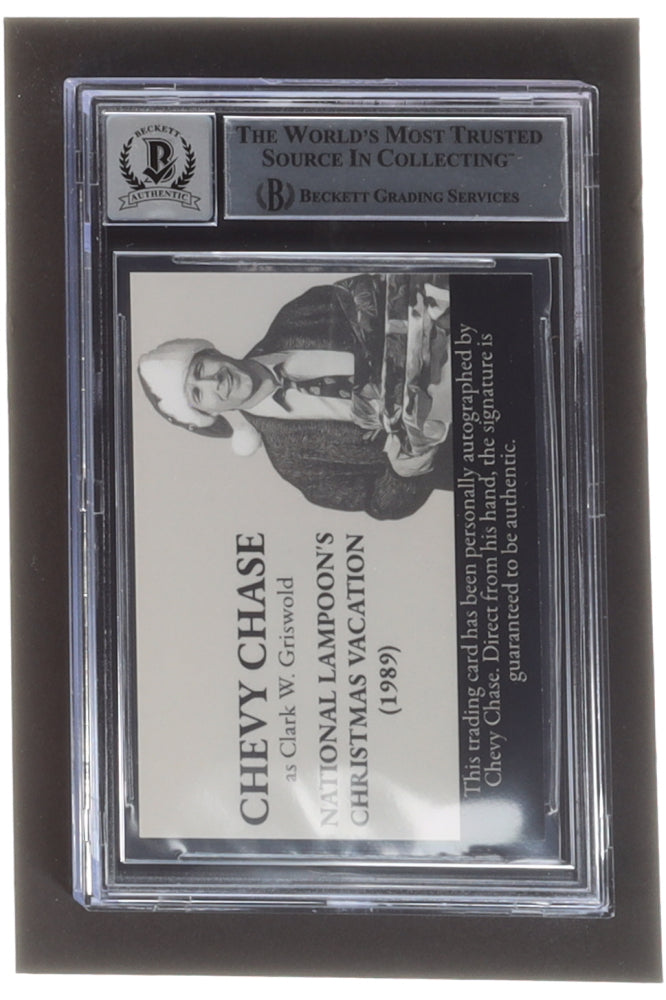 BECKETT
B
AUTHENTIC
THE WORLD'S MOST TRUSTED
SOURCE IN COLLECTING™
B BECKETT GRADING SERVICES
CHEVY CHASE
as Clark W. Griswold
NATIONAL LAMPOON'S
CHRISTMAS VACATION
(1989)
This trading card has been personally autographed by
Chevy Chase. Direct from his hand, the signature is
guaranteed to be authentic.